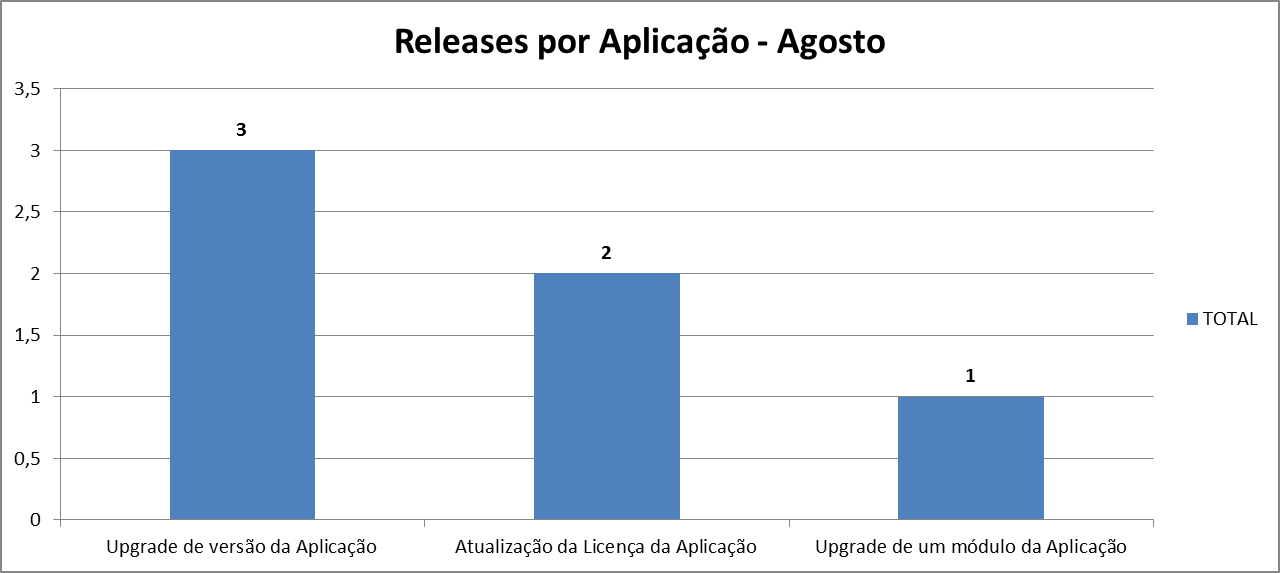 Releases por Aplicação - Agosto
3,5
3
2,5
2
1,5
1
0,5
0
3
2
1
Upgrade de versão da Aplicação
Atualização da Licença da Aplicação
Upgrade de um módulo da Aplicação
TOTAL